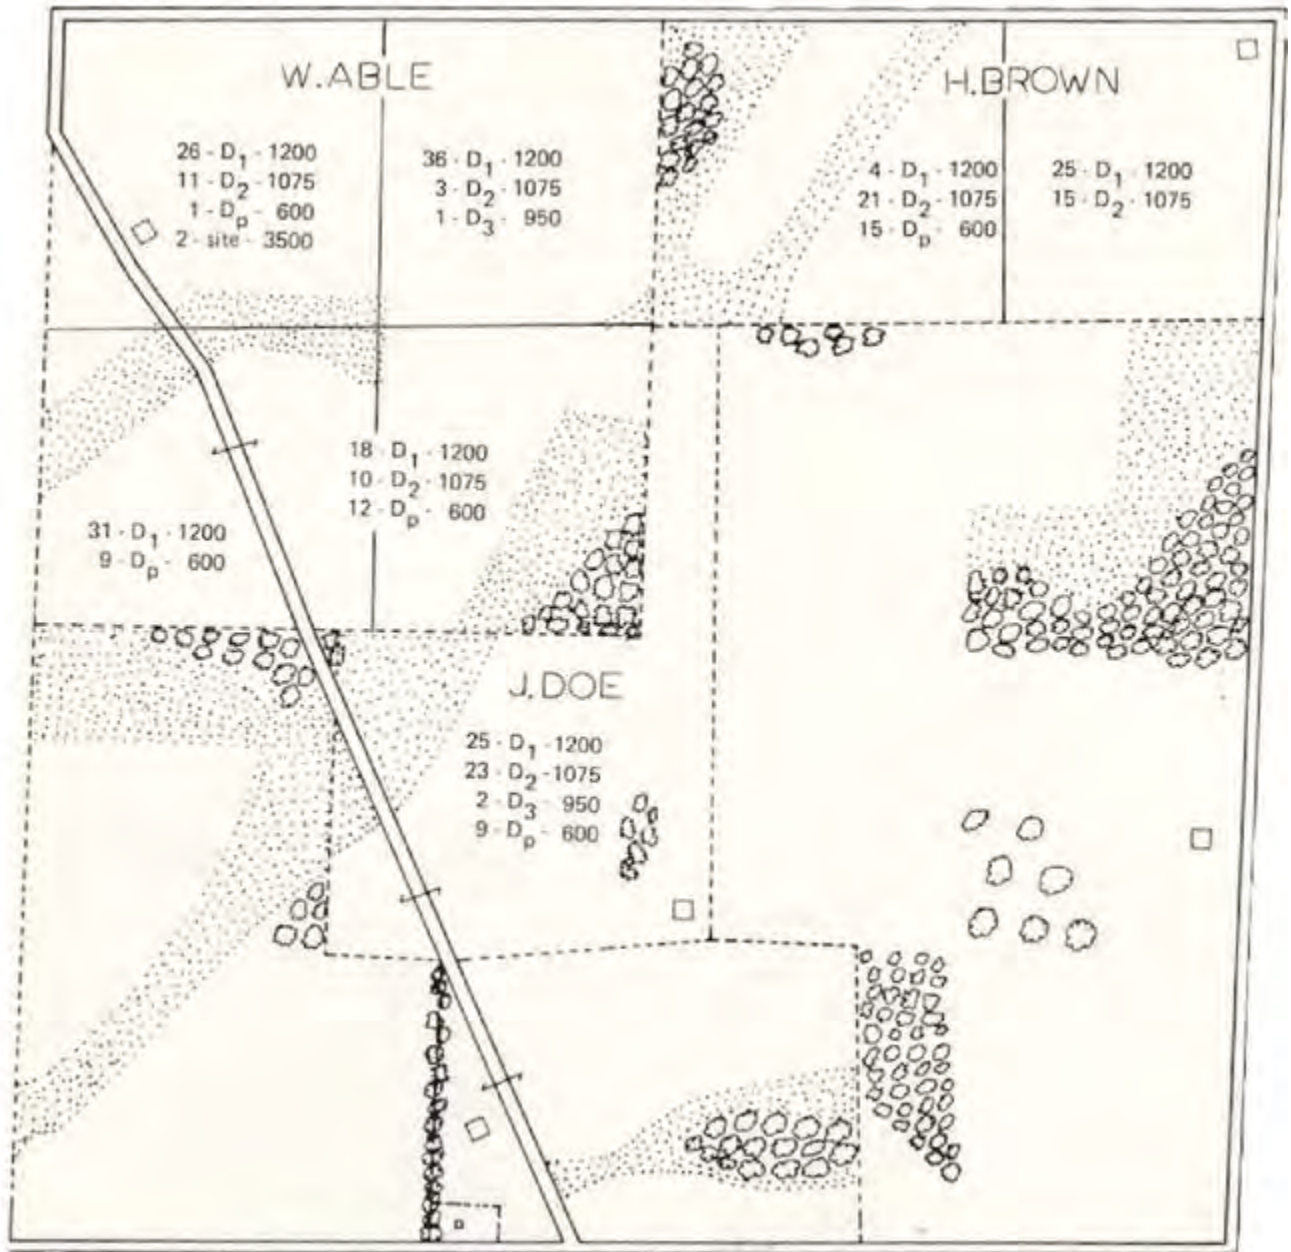 W. ABLE
26 - D1 - 1200
11 - D2 - 1075
1 - Dp - 600
2 - site - 3500
36 - D1 - 1200
3 - D2 - 1075
1 - D3 - 950
H. BROWN
4 - D1 - 1200
21 - D2 - 1075
15 - Dp - 600
25 - D1 - 1200
15 - D2 - 1075
18 - D1 - 1200
10 - D2 - 1075
12 - Dp - 600
31 - D1 - 1200
9 - Dp - 600
J. DOE
25 - D1 - 1200
23 - D2 - 1075
2 - D3 - 950
9 - Dp - 600